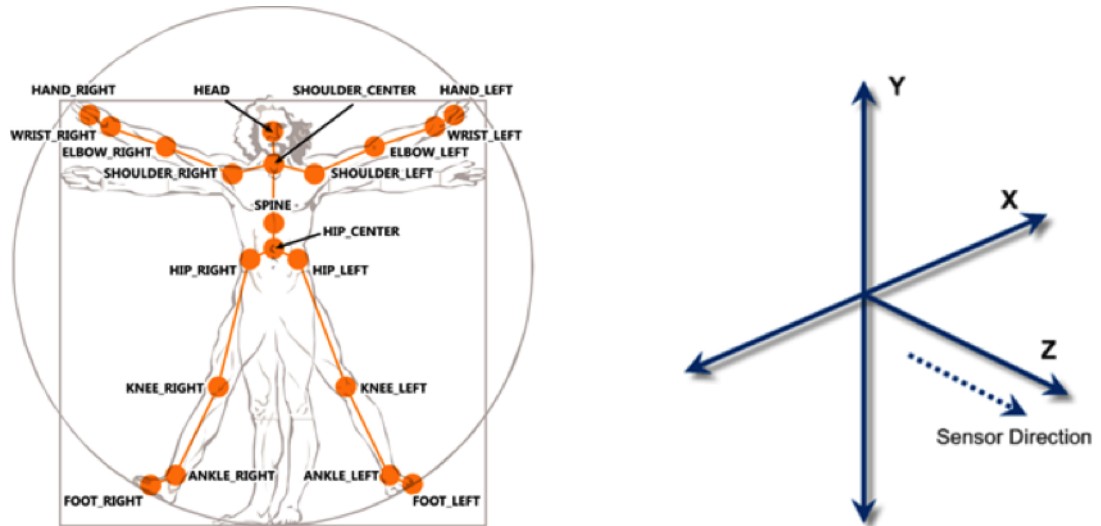 HAND_RIGHT
HEAD
SHOULDER_CENTER
HAND_LEFT
WRIST_RIGHT
WRIST_LEFT
ELBOW_RIGHT
ELBOW_LEFT
SHOULDER_RIGHT
SHOULDER_LEFT
SPINE
HIP_CENTER
HIP_RIGHT
HIP_LEFT
KNEE_RIGHT
KNEE_LEFT
ANKLE_RIGHT
ANKLE_LEFT
FOOT_RIGHT
FOOT_LEFT
Y
X
Z
Sensor Direction